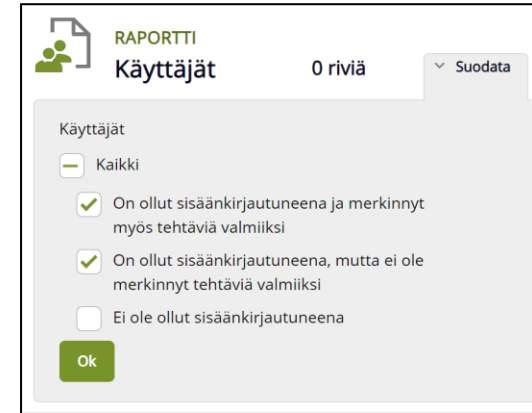 RAPORTTI
Käyttäjät 0 riviä Suodata
Käyttäjät
Kaikki
On ollut sisäänkirjautuneena ja merkinnyt
myös tehtäviä valmiiksi
On ollut sisäänkirjautuneena, mutta ei ole
merkinnyt tehtäviä valmiiksi
Ei ole ollut sisäänkirjautuneena
Ok